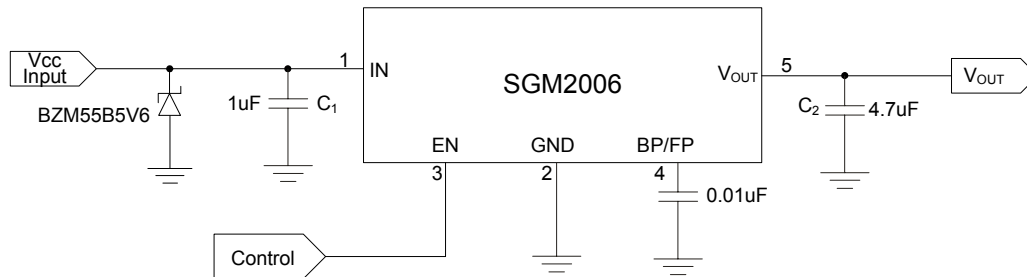 Vcc
Input
BZM55B5V6
1uF
C1
1
IN
SGM2006
VOUT
5
C2
4.7uF
VOUT
EN
GND
BP/FP
3
2
4
0.01uF
Control